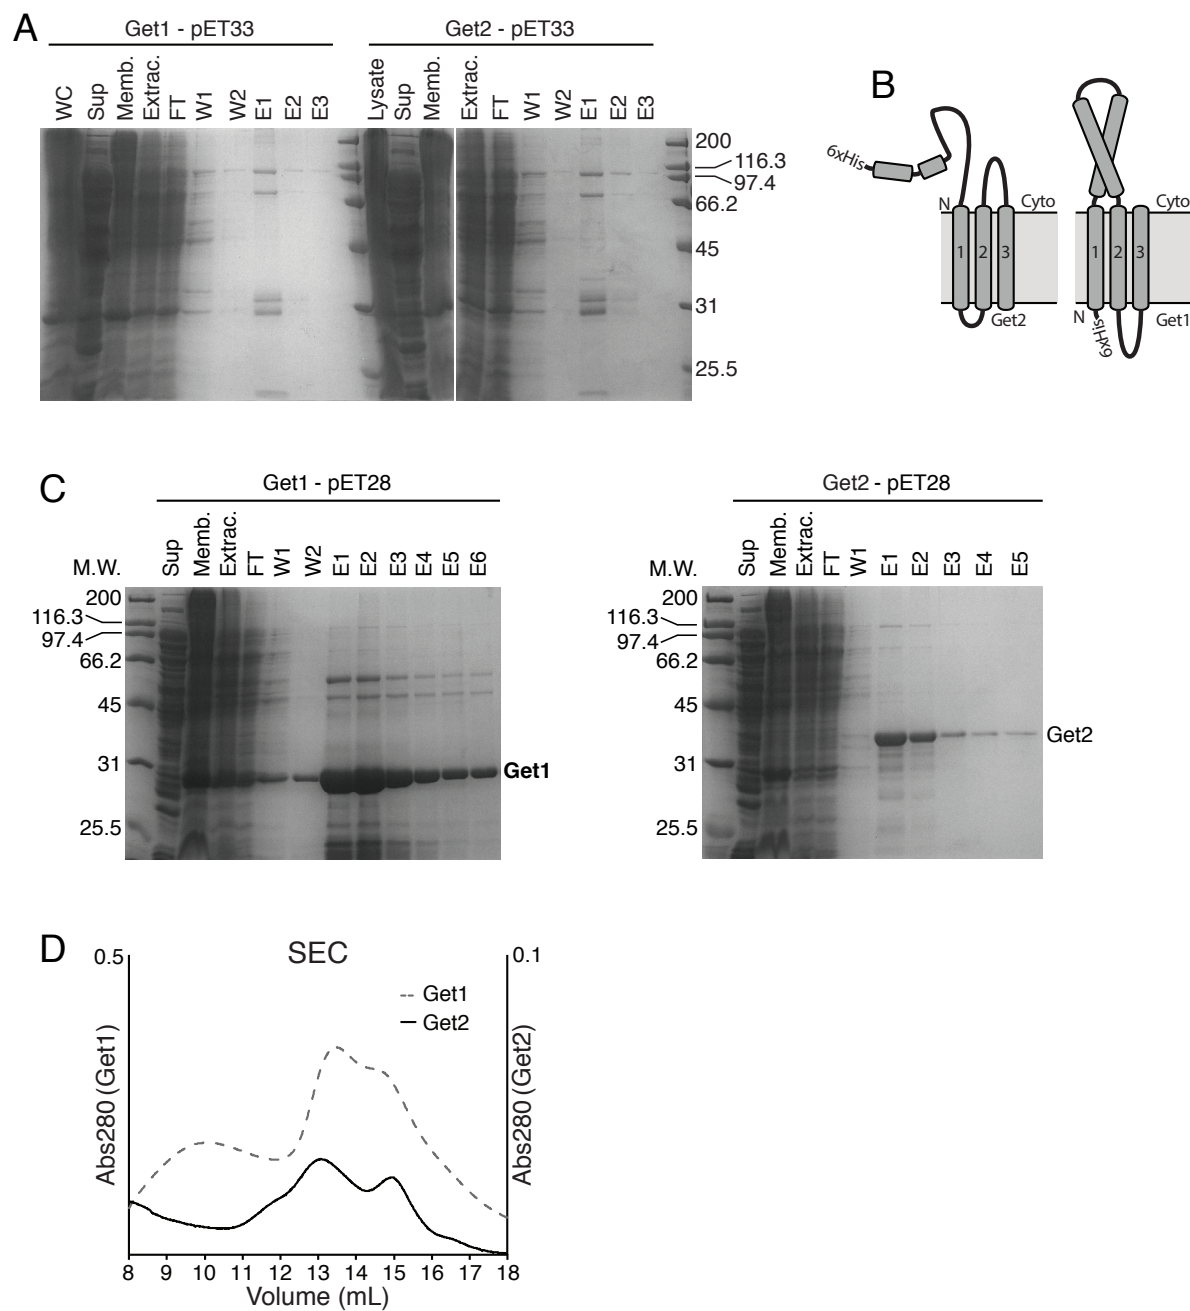 A
Get1 - pET33
Get2 - pET33
WC Sup Memb. Extrac. FT W1 W2 E1 E2 E3
Lysate Sup Memb. Extrac. FT W1 W2 E1 E2 E3
200
116.3
97.4
66.2
45
31
25.5
B
6xHis
N
Cyto
1 2 3
Get2
Cyto
1 2 3
N
6xHis
Get1
C
Get1 - pET28
M.W. Sup Memb. Extrac. FT W1 W2 E1 E2 E3 E4 E5 E6
200
116.3
97.4
66.2
45
31
25.5
Get1
Get2 - pET28
M.W. Sup Memb. Extrac. FT W1 E1 E2 E3 E4 E5
200
116.3
97.4
66.2
45
31
25.5
Get2
D
SEC
0.5
0.1
Get1
Get2
Abs280 (Get1)
Abs280 (Get2)
8 9 10 11 12 13 14 15 16 17 18
Volume (mL)